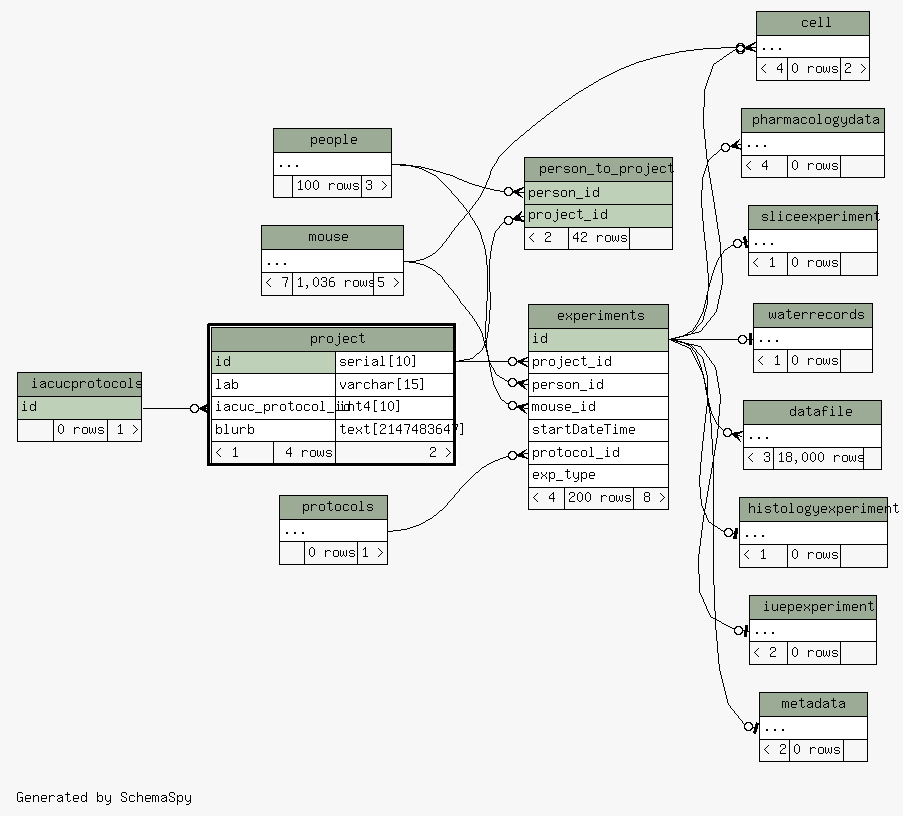 cell
...
< 4 0 rows 2 >
pharmacologydata
...
< 4 0 rows
people
...
100 rows 3 >
person_to_project
person_id
project_id
< 2 42 rows
sliceexperiment
...
< 1 0 rows
mouse
...
< 7 1,036 rows 5 >
waterrecords
...
< 1 0 rows
experiments
id
project_id
person_id
mouse_id
startDateTime
protocol_id
exp_type
< 4 200 rows 8 >
project
id serial[10]
lab varchar[15]
iacuc_protocol_id int4[10]
blurb text[2147483647]
< 1 4 rows 2 >
iacucprotocols
id
0 rows 1 >
datafile
...
< 3 18,000 rows
protocols
...
0 rows 1 >
histologyexperiment
...
< 1 0 rows
iuepexperiment
...
< 2 0 rows
metadata
...
< 2 0 rows
Generated by SchemaSpy